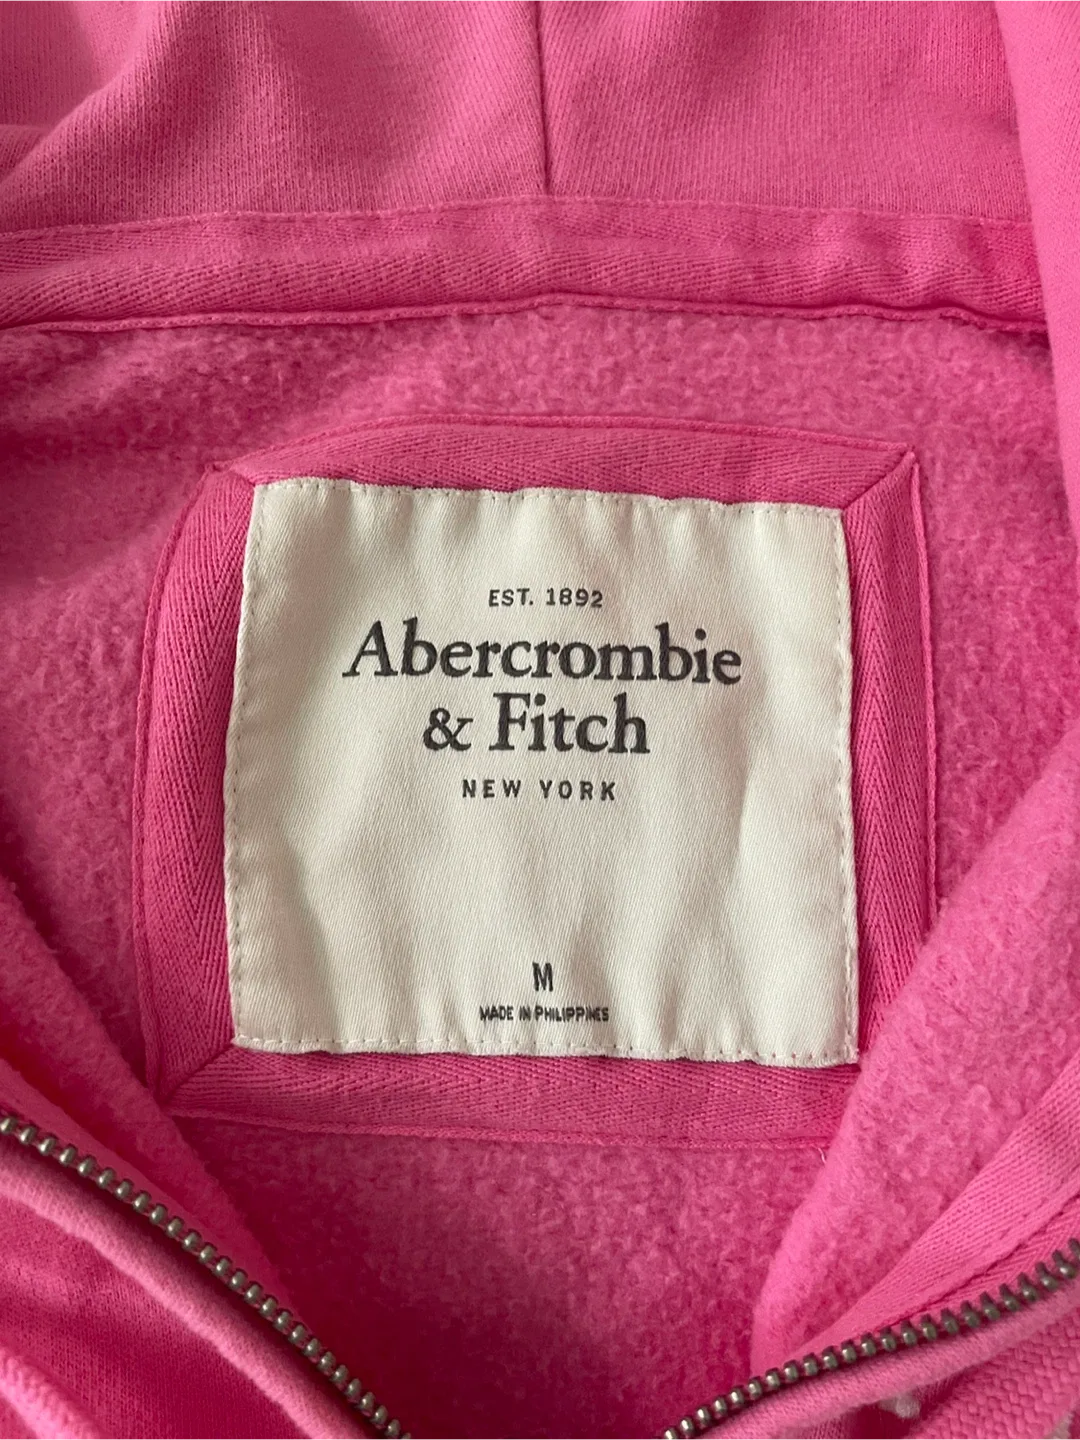 EST. 1892
Abercrombie
& Fitch
NEW YORK
M
MADE IN PHILIPPINES